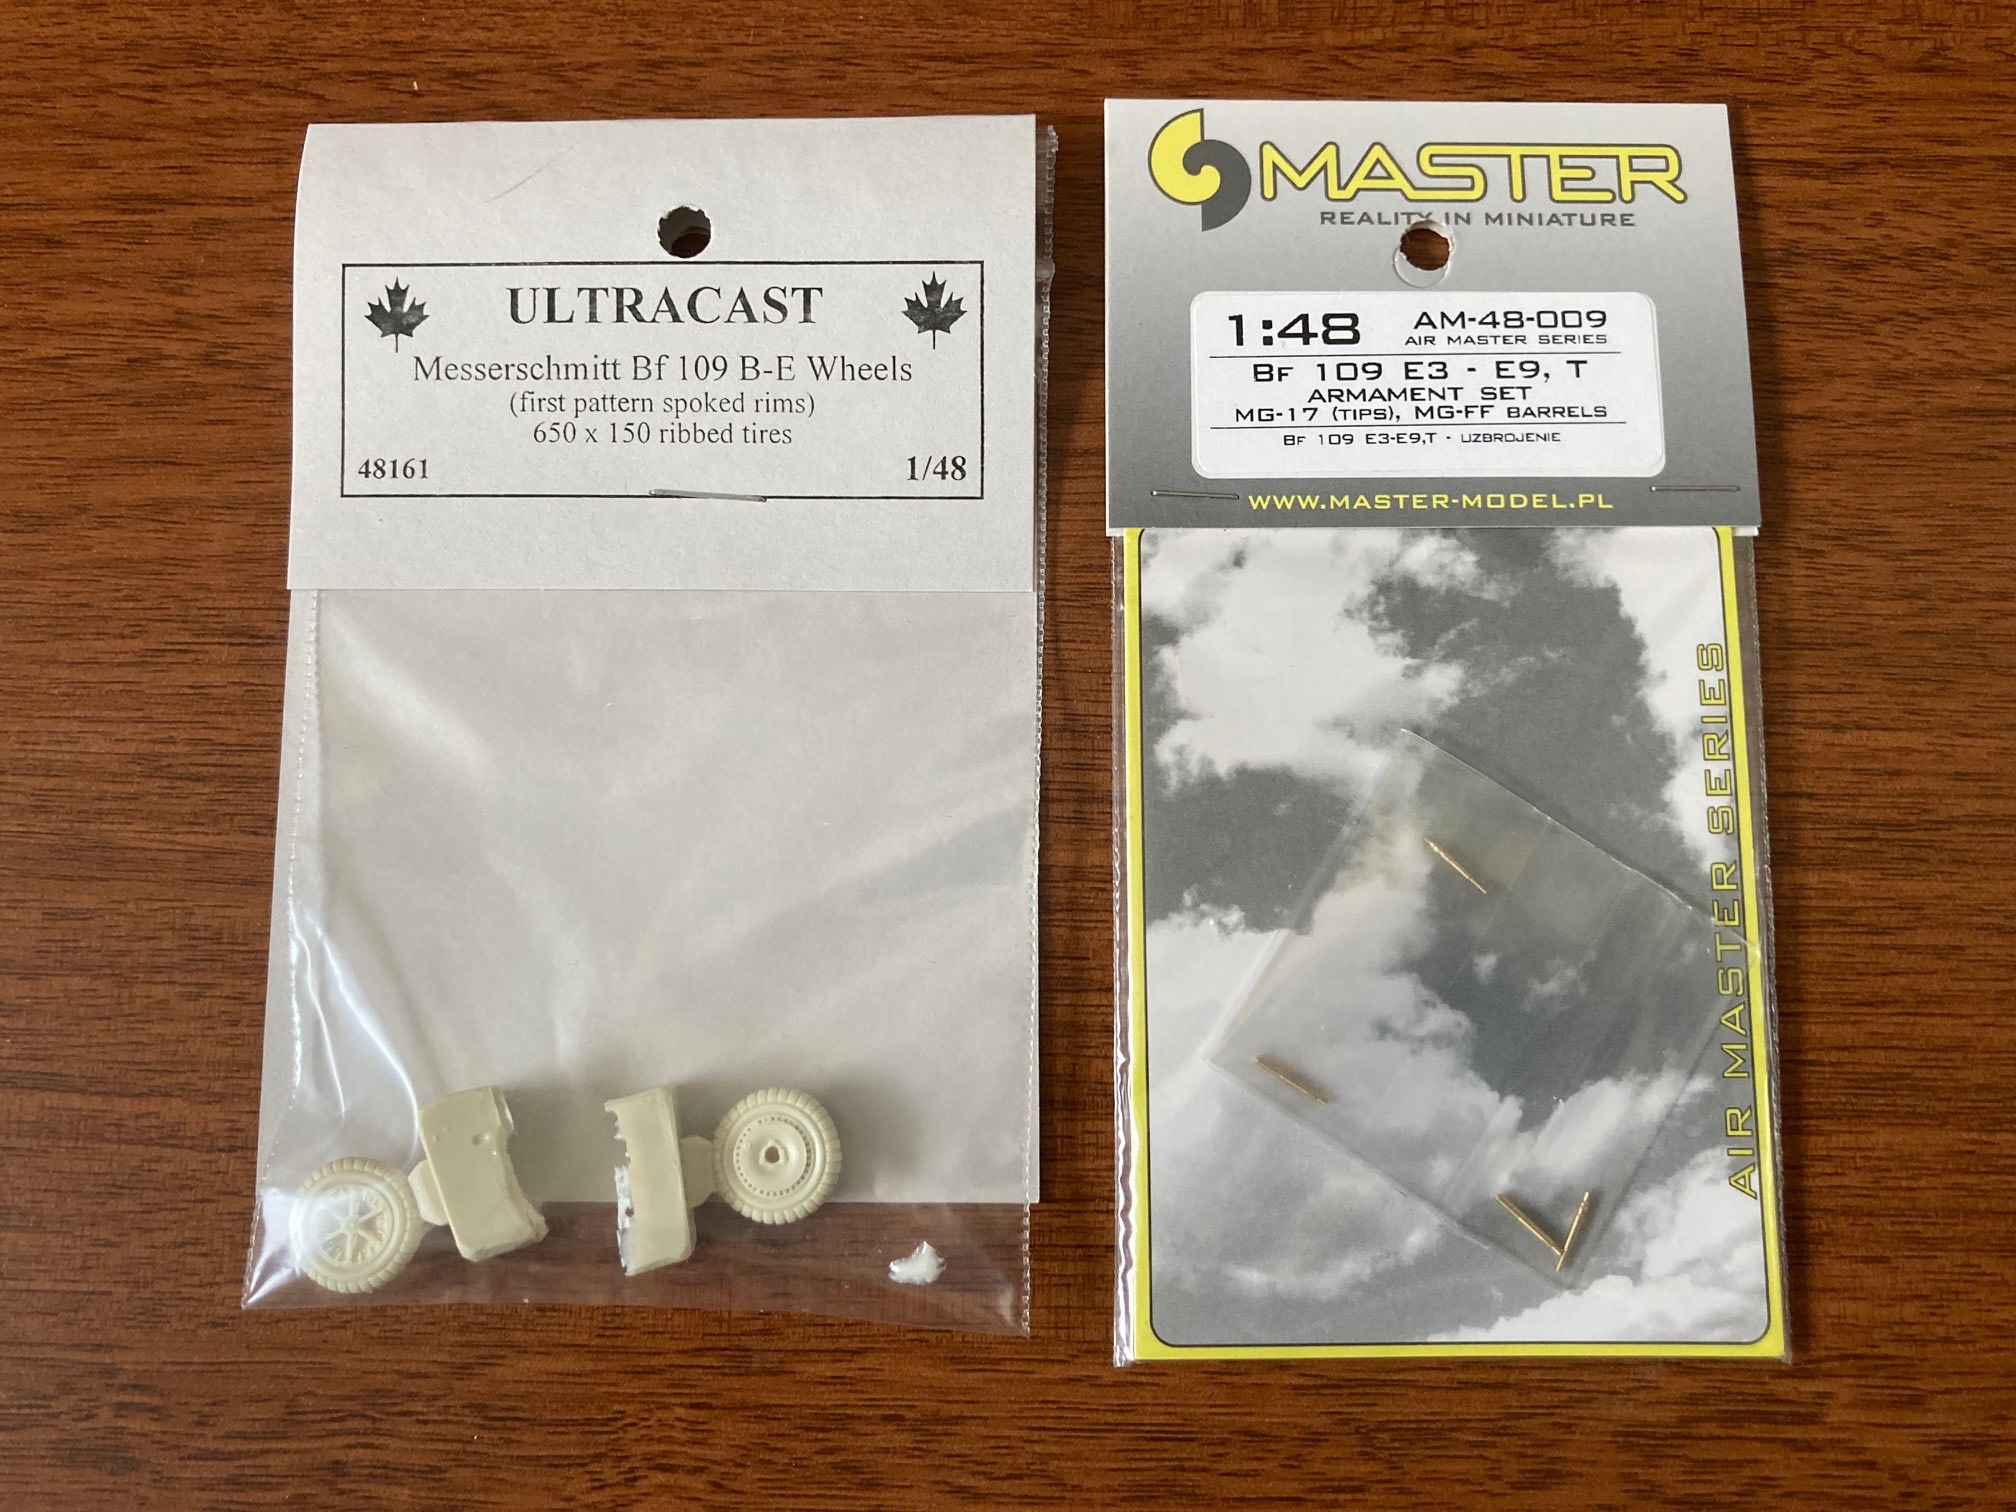 ULTRACAST
Messerschmitt Bf 109 B-E Wheels
(first pattern spoked rims)
650 x 150 ribbed tires
48161 1/48
MASTER
REALITY IN MINIATURE
1:48 AM-48-009
AIR MASTER SERIES
BF 109 E3 - E9, T
ARMAMENT SET
MG-17 (TIPS), MG-FF BARRELS
BF 109 E3-E9,T - UZBROJENIE
WWW.MASTER-MODEL.PL
AIR MASTER SERIES